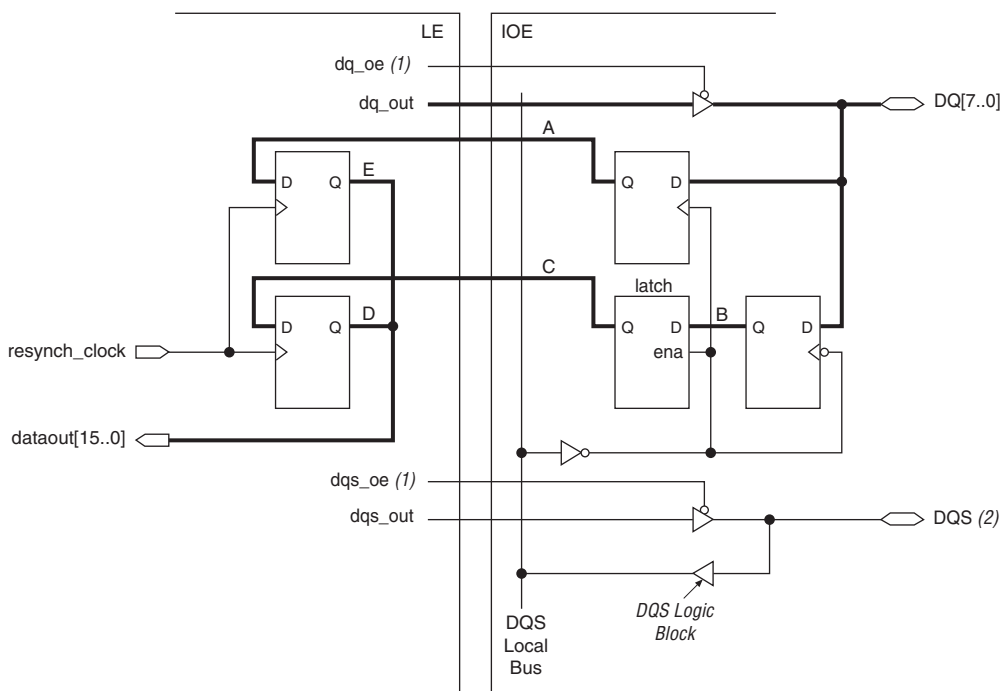 LE
IOE
dq_oe (1)
dq_out
DQ[7..0]
A
D
Q
E
Q
D
C
latch
D
Q
D
Q
D
B
Q
D
ena
resynch_clock
dataout[15..0]
dqs_oe (1)
dqs_out
DQS (2)
DQS Logic
Block
DQS
Local
Bus